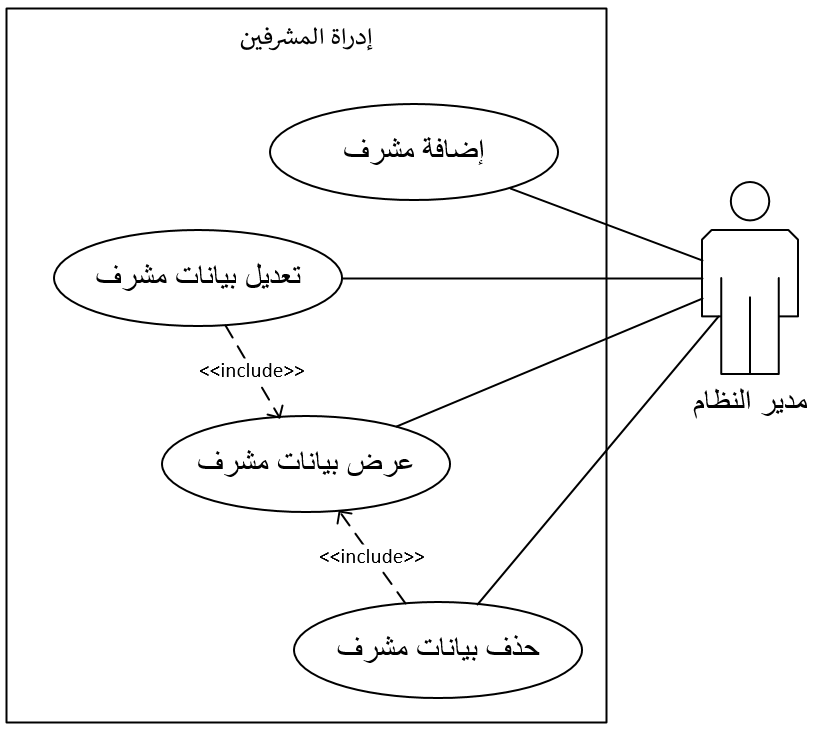 إدراة المشرفين
إضافة مشرف
تعديل بيانات مشرف
<<include>>
عرض بيانات مشرف
<<include>>
حذف بيانات مشرف
مدير النظام